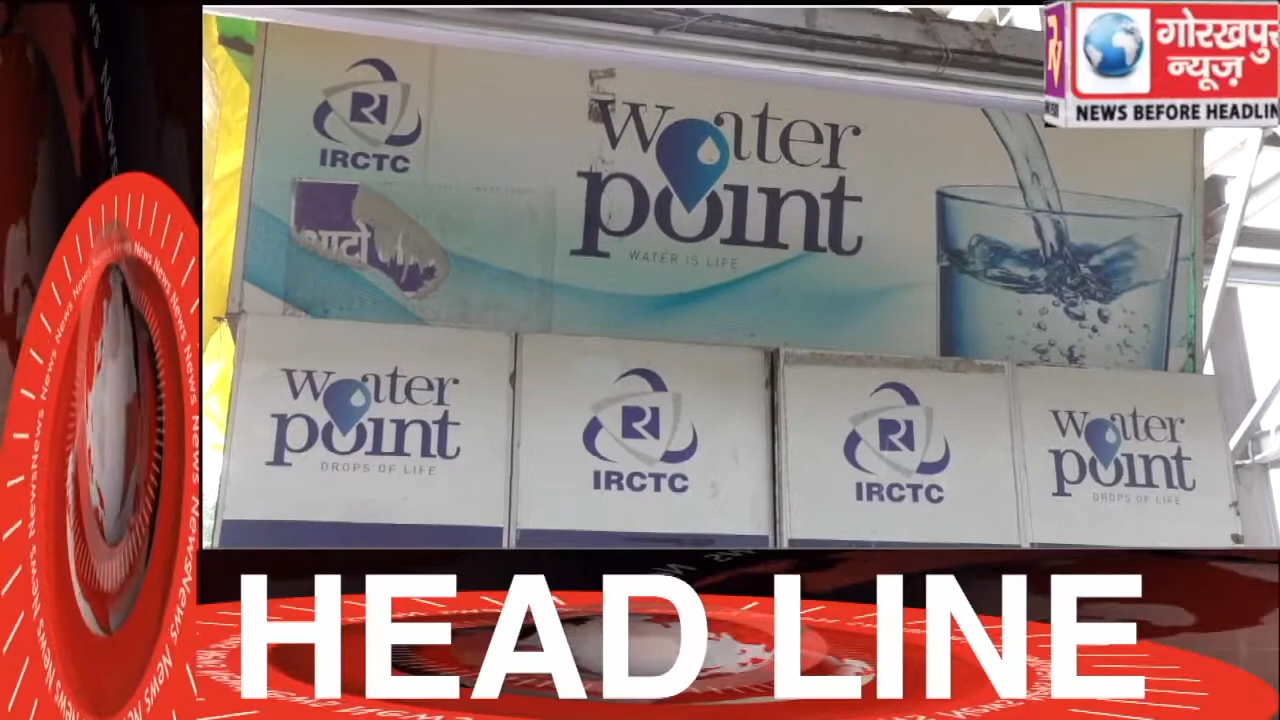 गोरखपुर
न्यूज़
NEWS BEFORE HEADLIN
IRCTC
water
point
WATER IS LIFE
water
point
DROPS OF LIFE
IRCTC
IRCTC
water
point
DROPS OF LIFE
HEAD LINE